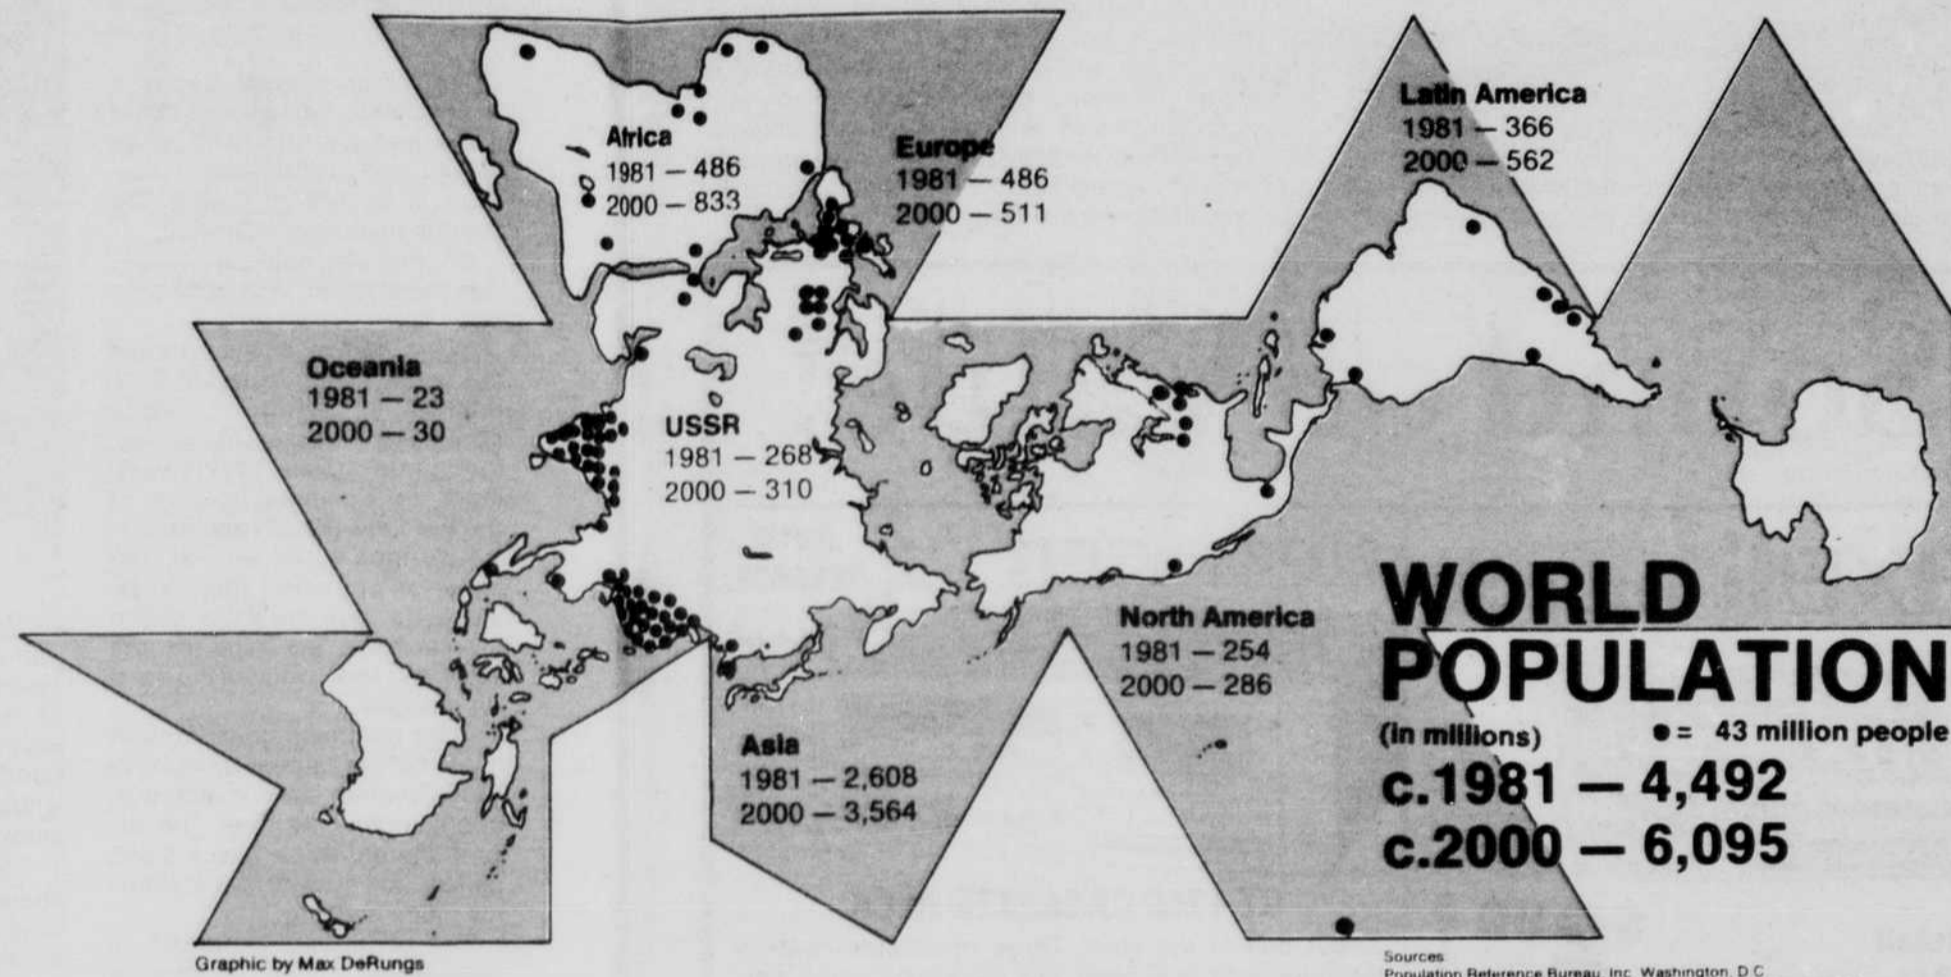 Africa
1981 — 486
2000 — 833
Europe
1981 — 486
2000 — 511
Latin America
1981 — 366
2000 — 562
Oceania
1981 — 23
2000 — 30
USSR
1981 — 268
2000 — 310
North America
1981 — 254
2000 — 286
Asia
1981 — 2,608
2000 — 3,564
WORLD
POPULATION
(in millions) ● = 43 million people
c.1981 — 4,492
c.2000 — 6,095
Graphic by Max DeRungs
Sources
Population Reference Bureau, Inc. Washington, D.C.